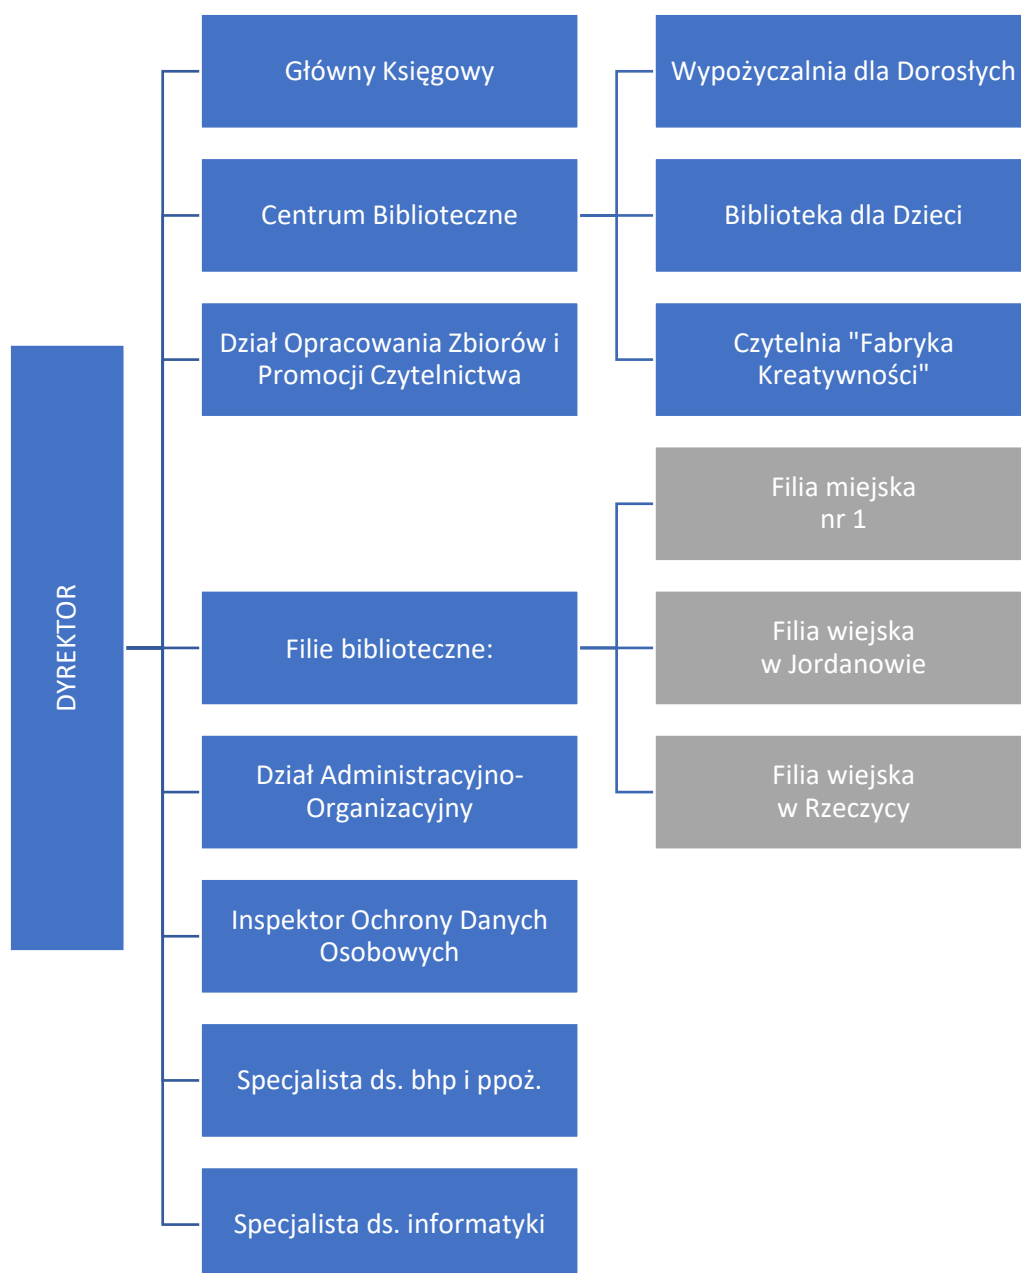 DYREKTOR
Główny Księgowy
Centrum Biblioteczne
Wypożyczalnia dla Dorosłych
Biblioteka dla Dzieci
Czytelnia "Fabryka
Kreatywności"
Dział Opracowania Zbiorów i
Promocji Czytelnictwa
Filie biblioteczne:
Filia miejska
nr 1
Filia wiejska
w Jordanowie
Filia wiejska
w Rzeczycy
Dział Administracyjno-
Organizacyjny
Inspektor Ochrony Danych
Osobowych
Specjalista ds. bhp i ppoż.
Specjalista ds. informatyki